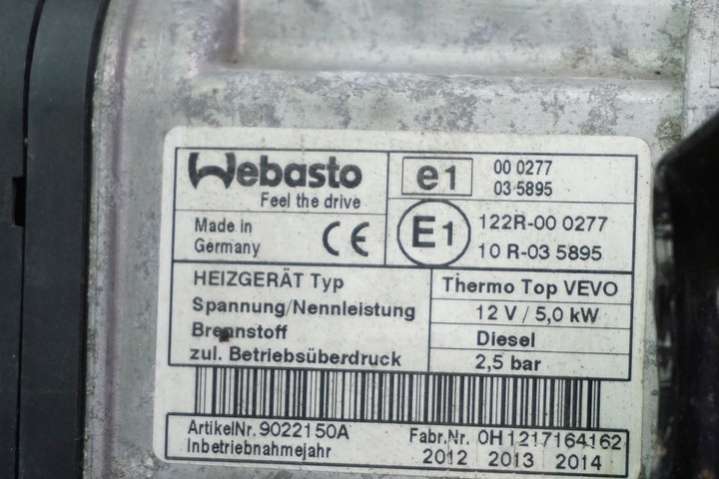 Webasto
Feel the drive
e1
00 0277
03 5895
Made in
Germany
CE
E1
122R-00 0277
10 R-03 5895
HEIZGERÄT Typ
Thermo Top VEVO
Spannung/Nennleistung
12 V / 5,0 kW
Brennstoff
Diesel
zul. Betriebsüberdruck
2,5 bar
ArtikelNr. 9022150A
Fabr.Nr. OH1217164162
Inbetriebnahmejahr
2012 2013 2014